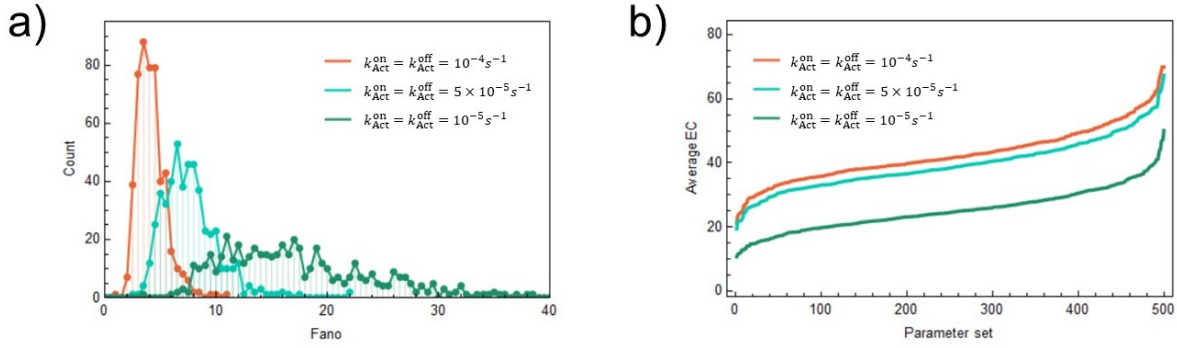 a)
80
60
40
20
0
Count
0
10
20
30
40
Fano
k_Act^on = k_Act^off = 10^−4 s^−1
k_Act^on = k_Act^off = 5 × 10^−5 s^−1
k_Act^on = k_Act^off = 10^−5 s^−1
b)
80
60
40
20
0
Average EC
0
100
200
300
400
500
Parameter set
k_Act^on = k_Act^off = 10^−4 s^−1
k_Act^on = k_Act^off = 5 × 10^−5 s^−1
k_Act^on = k_Act^off = 10^−5 s^−1